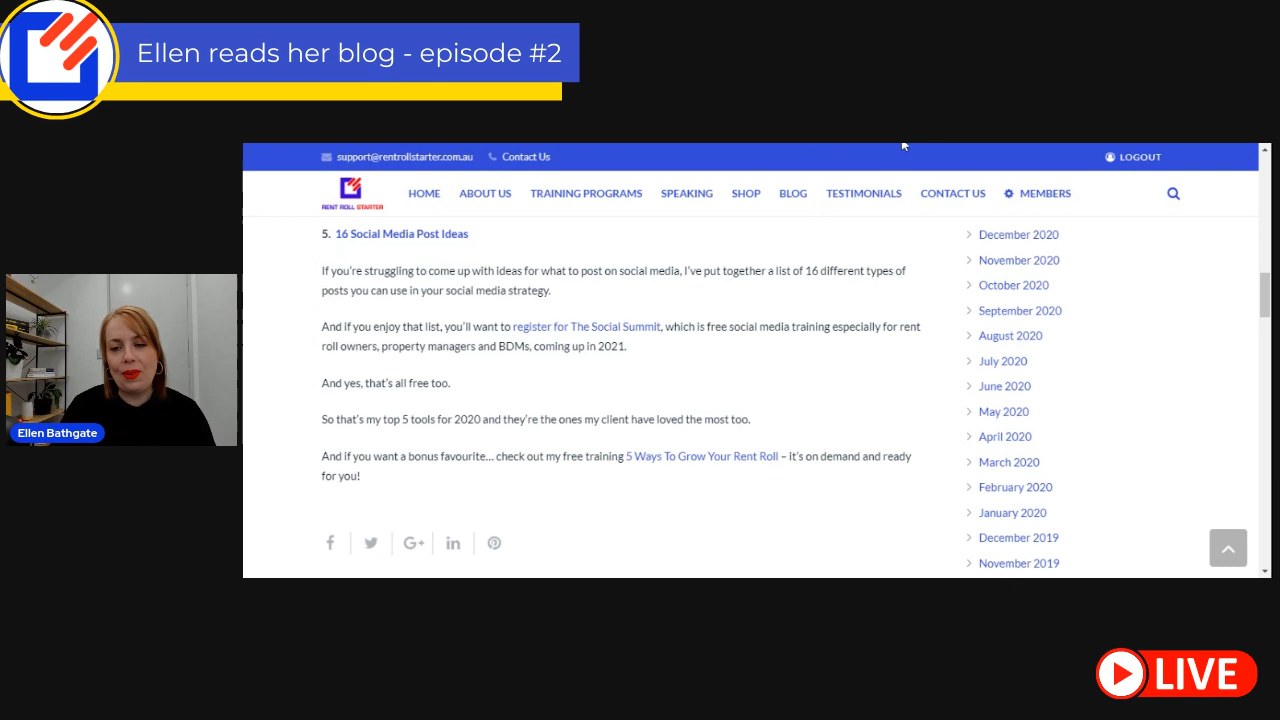 Ellen reads her blog - episode #2
support@rentrollstarter.com.au
Contact Us
LOGOUT
RENT ROLL STARTER
HOME
ABOUT US
TRAINING PROGRAMS
SPEAKING
SHOP
BLOG
TESTIMONIALS
CONTACT US
MEMBERS
5. 16 Social Media Post Ideas
If you're struggling to come up with ideas for what to post on social media, I've put together a list of 16 different types of
posts you can use in your social media strategy.
And if you enjoy that list, you'll want to register for The Social Summit, which is free social media training especially for rent
roll owners, property managers and BDMs, coming up in 2021.
And yes, that's all free too.
So that's my top 5 tools for 2020 and they're the ones my client have loved the most too.
And if you want a bonus favourite... check out my free training 5 Ways To Grow Your Rent Roll – it's on demand and ready
for you!
December 2020
November 2020
October 2020
September 2020
August 2020
July 2020
June 2020
May 2020
April 2020
March 2020
February 2020
January 2020
December 2019
November 2019
Ellen Bathgate
LIVE